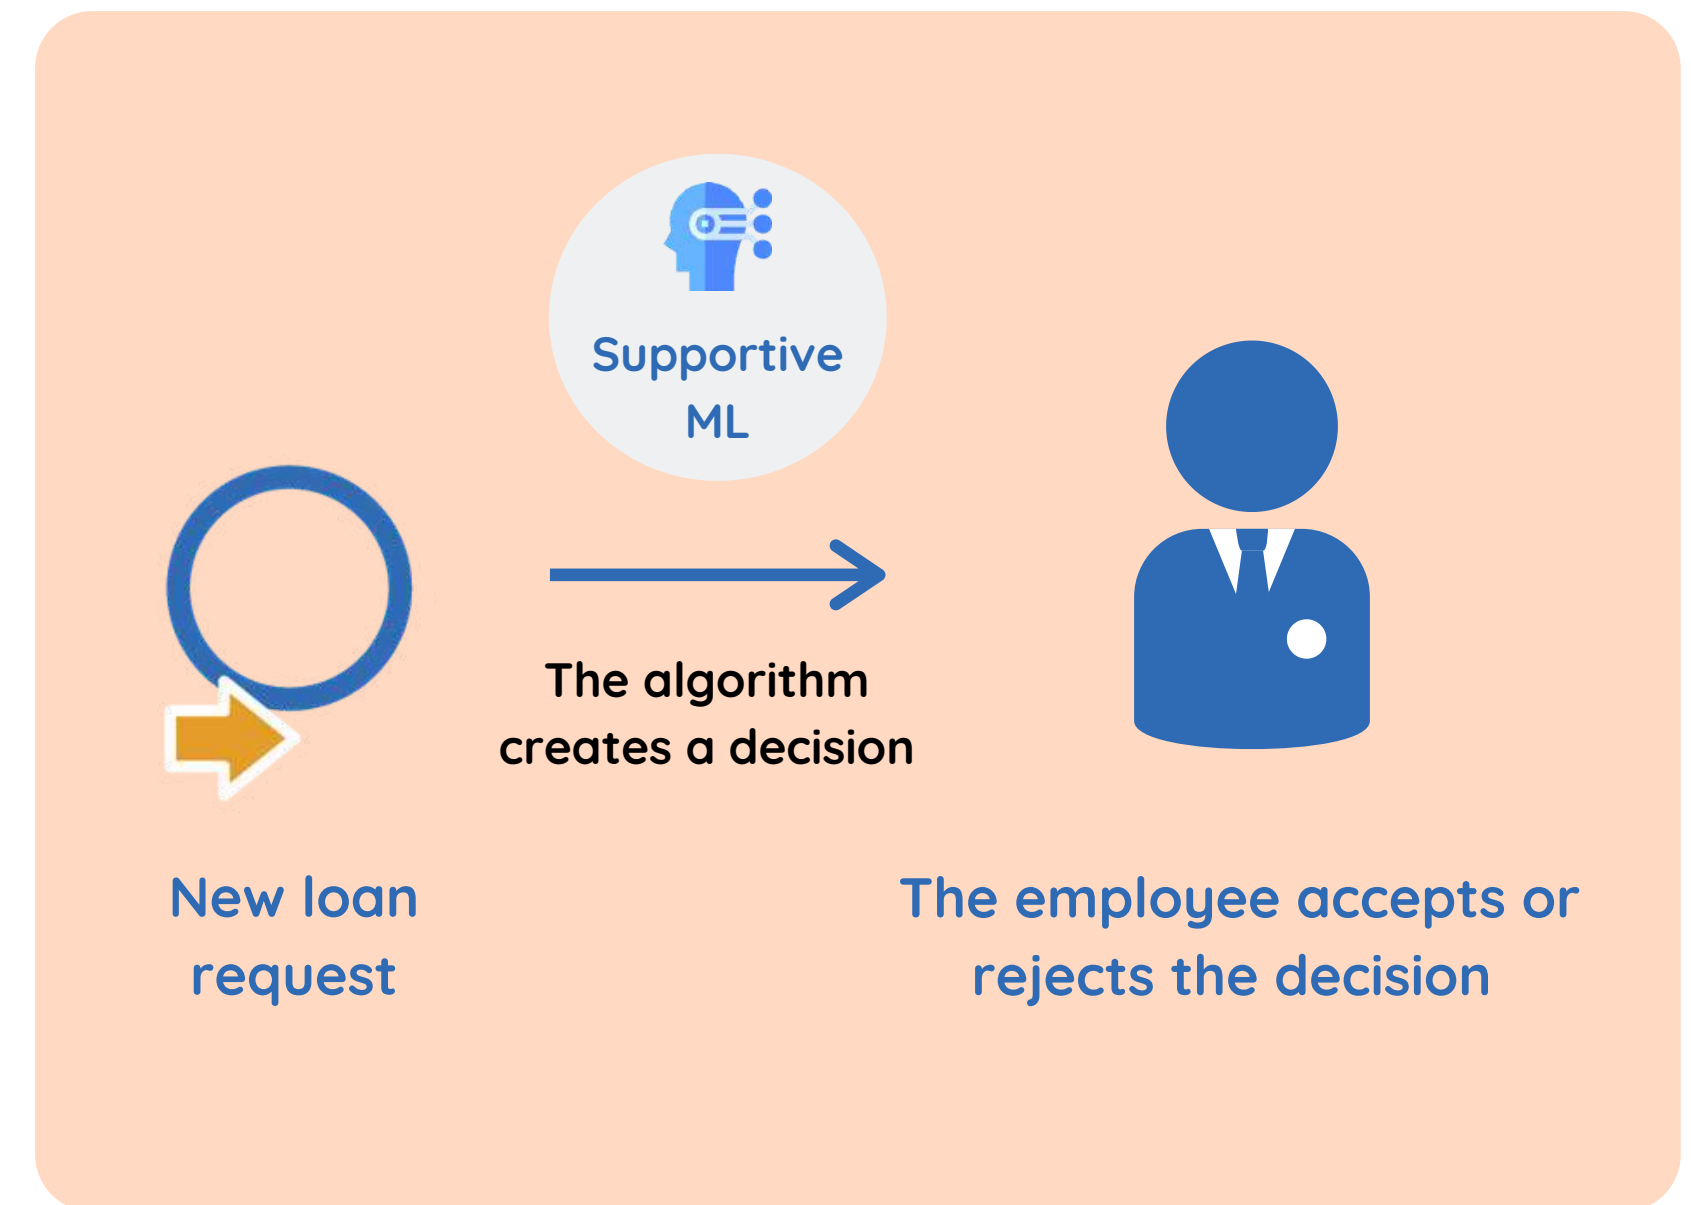 Supportive
ML
The algorithm
creates a decision
New loan
request
The employee accepts or
rejects the decision